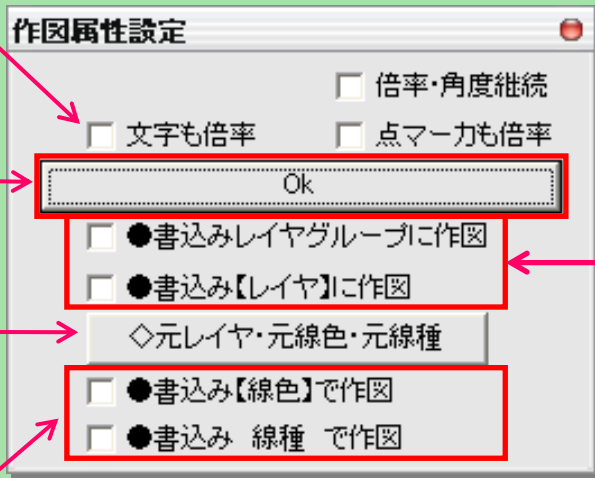 作図属性設定
倍率・角度継続
文字も倍率 点マーカも倍率
Ok
●書込みレイヤグループに作図
●書込み【レイヤ】に作図
◇元レイヤ・元線色・元線種
●書込み【線色】で作図
●書込み 線種 で作図